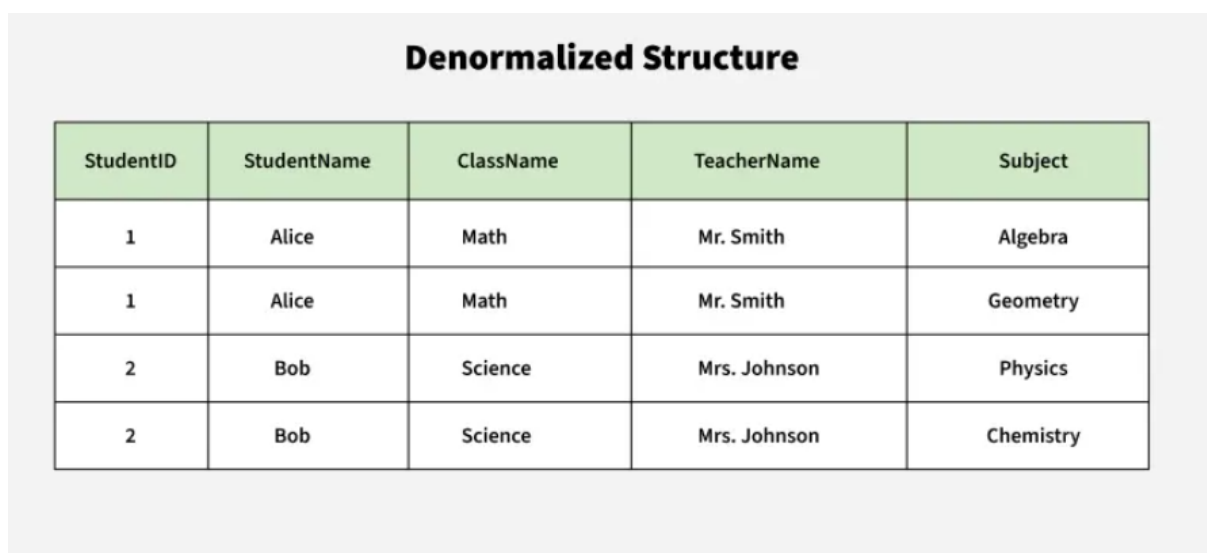 Denormalized Structure
StudentID StudentName ClassName TeacherName Subject
1 Alice Math Mr. Smith Algebra
1 Alice Math Mr. Smith Geometry
2 Bob Science Mrs. Johnson Physics
2 Bob Science Mrs. Johnson Chemistry